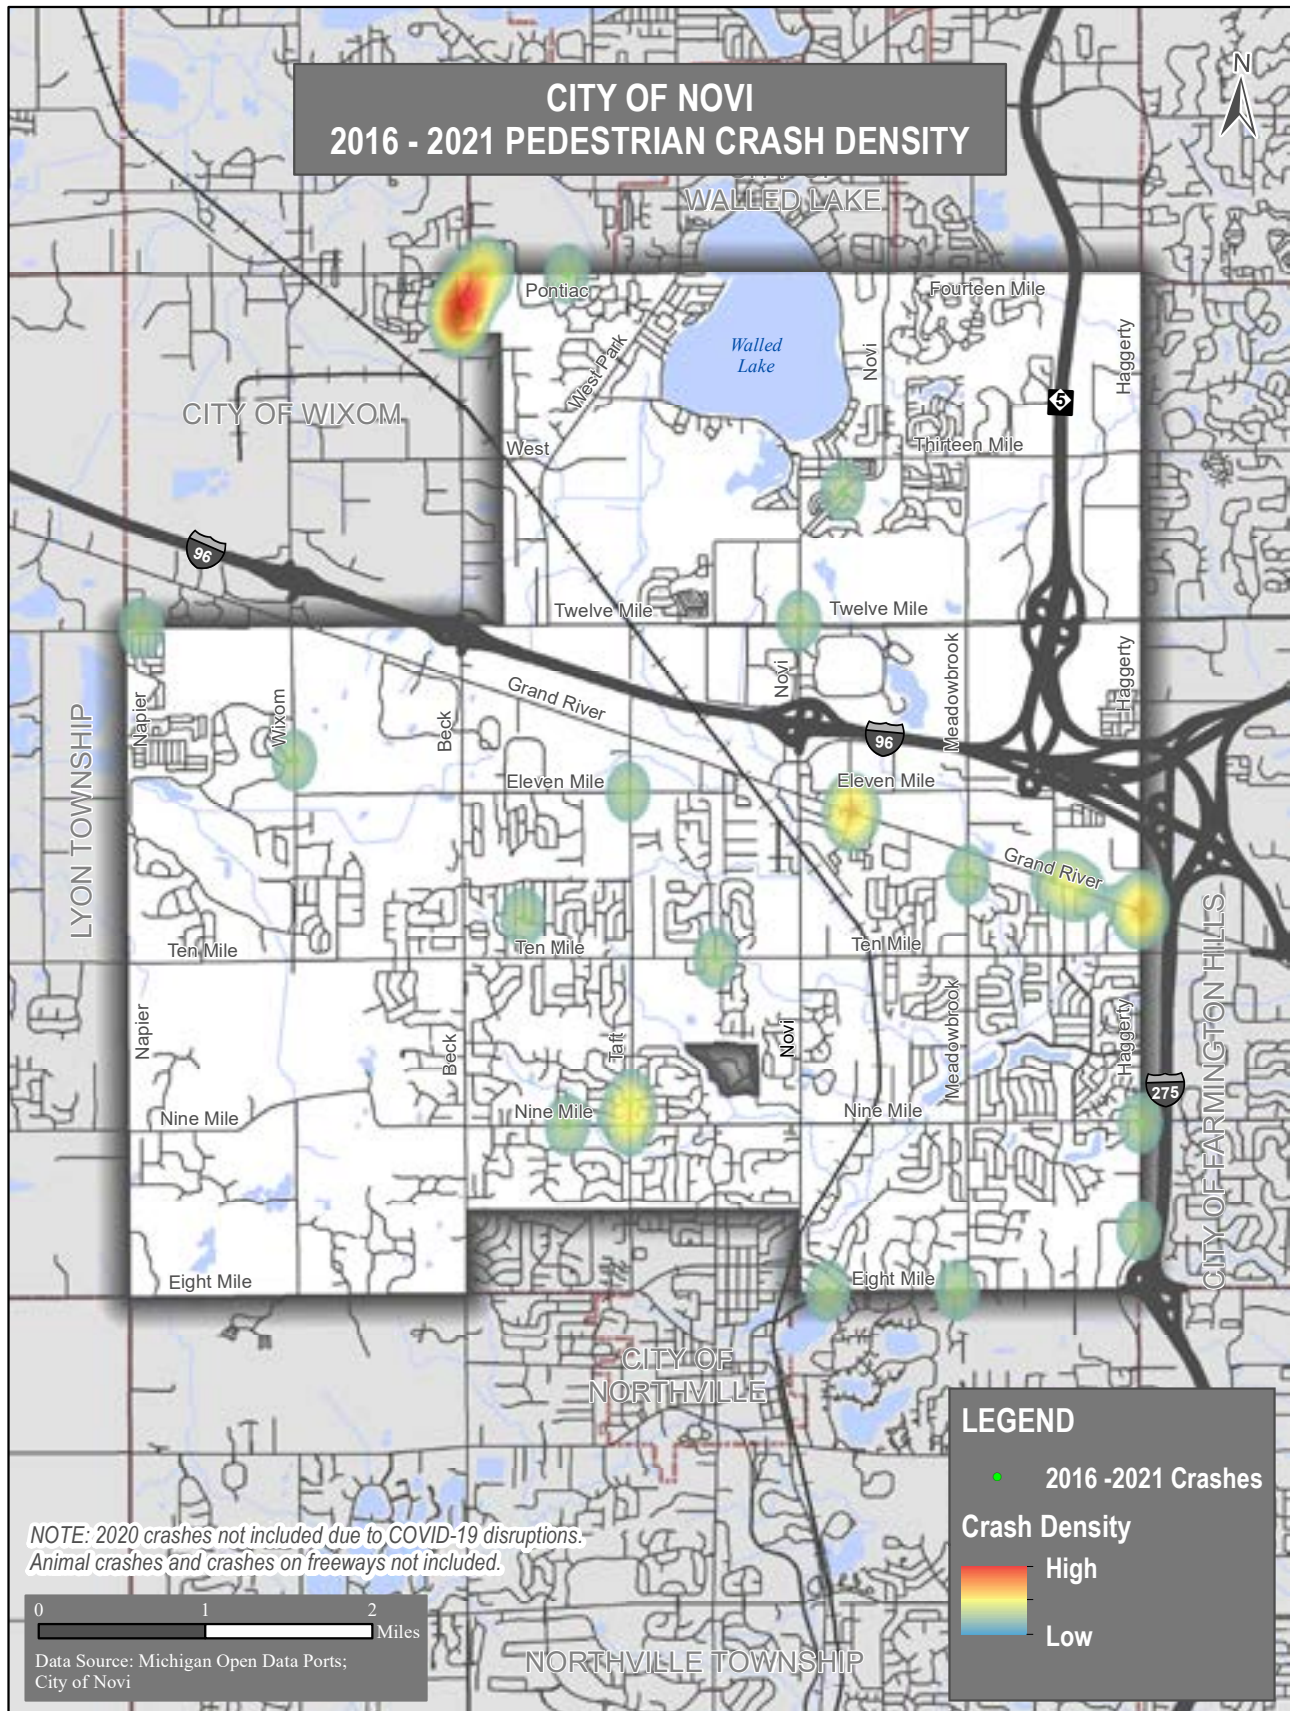 CITY OF NOVI
2016 - 2021 PEDESTRIAN CRASH DENSITY
N
WALLED LAKE
Pontiac
Fourteen Mile
Walled
Lake
West Park
Novi
Haggerty
5
CITY OF WIXOM
West
Thirteen Mile
96
Twelve Mile
Twelve Mile
Napier
Wixom
Beck
Grand River
Novi
Meadowbrook
Haggerty
96
LYON TOWNSHIP
Eleven Mile
Eleven Mile
Grand River
Ten Mile
Ten Mile
Ten Mile
CITY OF FARMINGTON HILLS
Napier
Beck
Taft
Novi
Meadowbrook
Haggerty
275
Nine Mile
Nine Mile
Nine Mile
Eight Mile
Eight Mile
CITY OF
NORTHVILLE
LEGEND
2016 -2021 Crashes
Crash Density
High
Low
NOTE: 2020 crashes not included due to COVID-19 disruptions.
Animal crashes and crashes on freeways not included.
0 1 2
Miles
Data Source: Michigan Open Data Ports;
City of Novi
NORTHVILLE TOWNSHIP